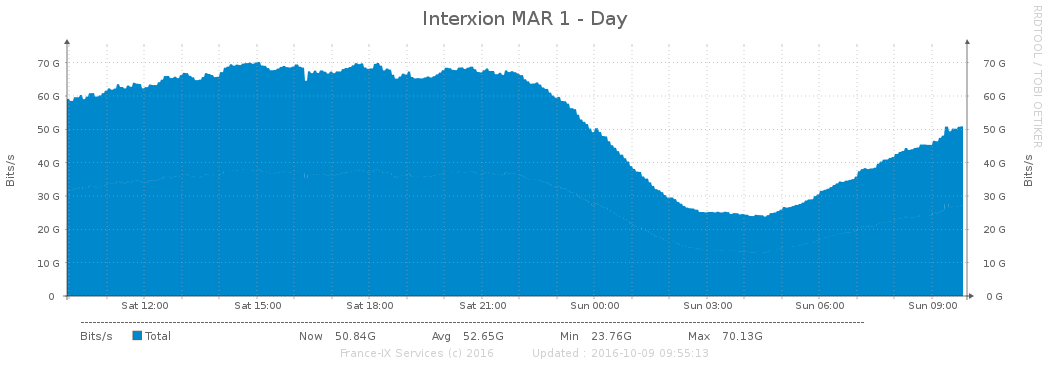 Interxion MAR 1 - Day
RRDTOOL / TOBI OETIKER
Bits/s
70 G 70 G
60 G 60 G
50 G 50 G
40 G 40 G
30 G 30 G
20 G 20 G
10 G 10 G
0 0 G
Bits/s
Sat 12:00 Sat 15:00 Sat 18:00 Sat 21:00 Sun 00:00 Sun 03:00 Sun 06:00 Sun 09:00
Bits/s Total Now 50.84G Avg 52.65G Min 23.76G Max 70.13G
France-IX Services (c) 2016 Updated : 2016-10-09 09:55:13